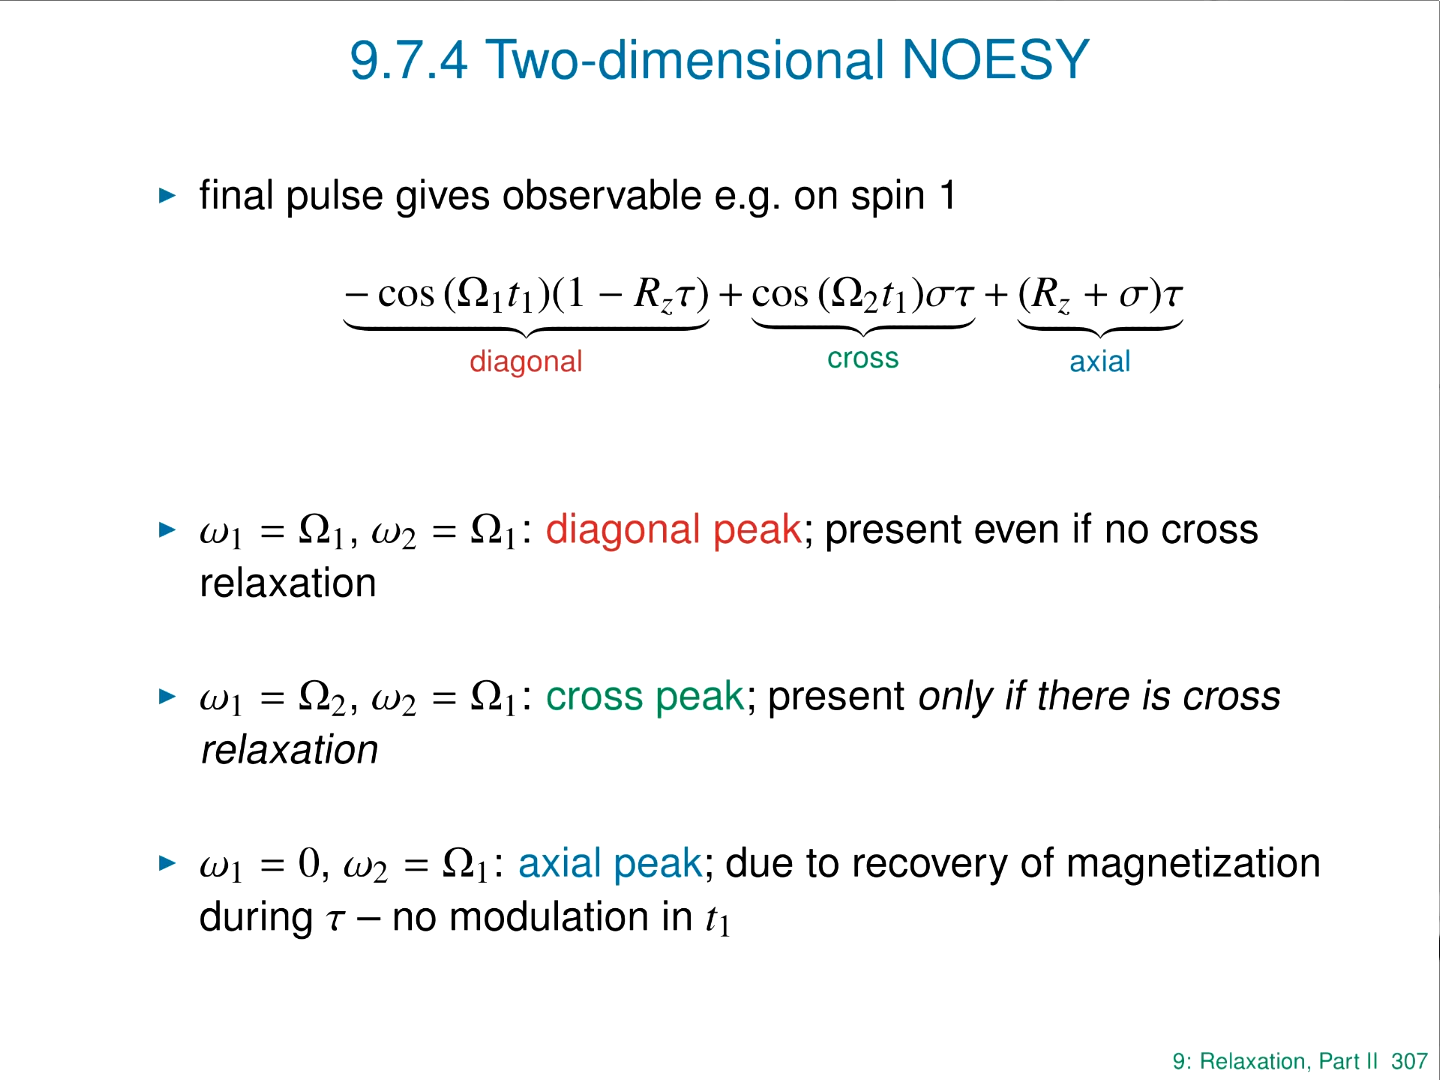 9.7.4 Two-dimensional NOESY
▶ final pulse gives observable e.g. on spin 1
− cos (Ω₁t₁)(1 − R_zτ) + cos (Ω₂t₁)στ + (R_z + σ)τ
diagonal cross axial
▶ ω₁ = Ω₁, ω₂ = Ω₁: diagonal peak; present even if no cross
relaxation
▶ ω₁ = Ω₂, ω₂ = Ω₁: cross peak; present only if there is cross
relaxation
▶ ω₁ = 0, ω₂ = Ω₁: axial peak; due to recovery of magnetization
during τ – no modulation in t₁
9: Relaxation, Part II 307